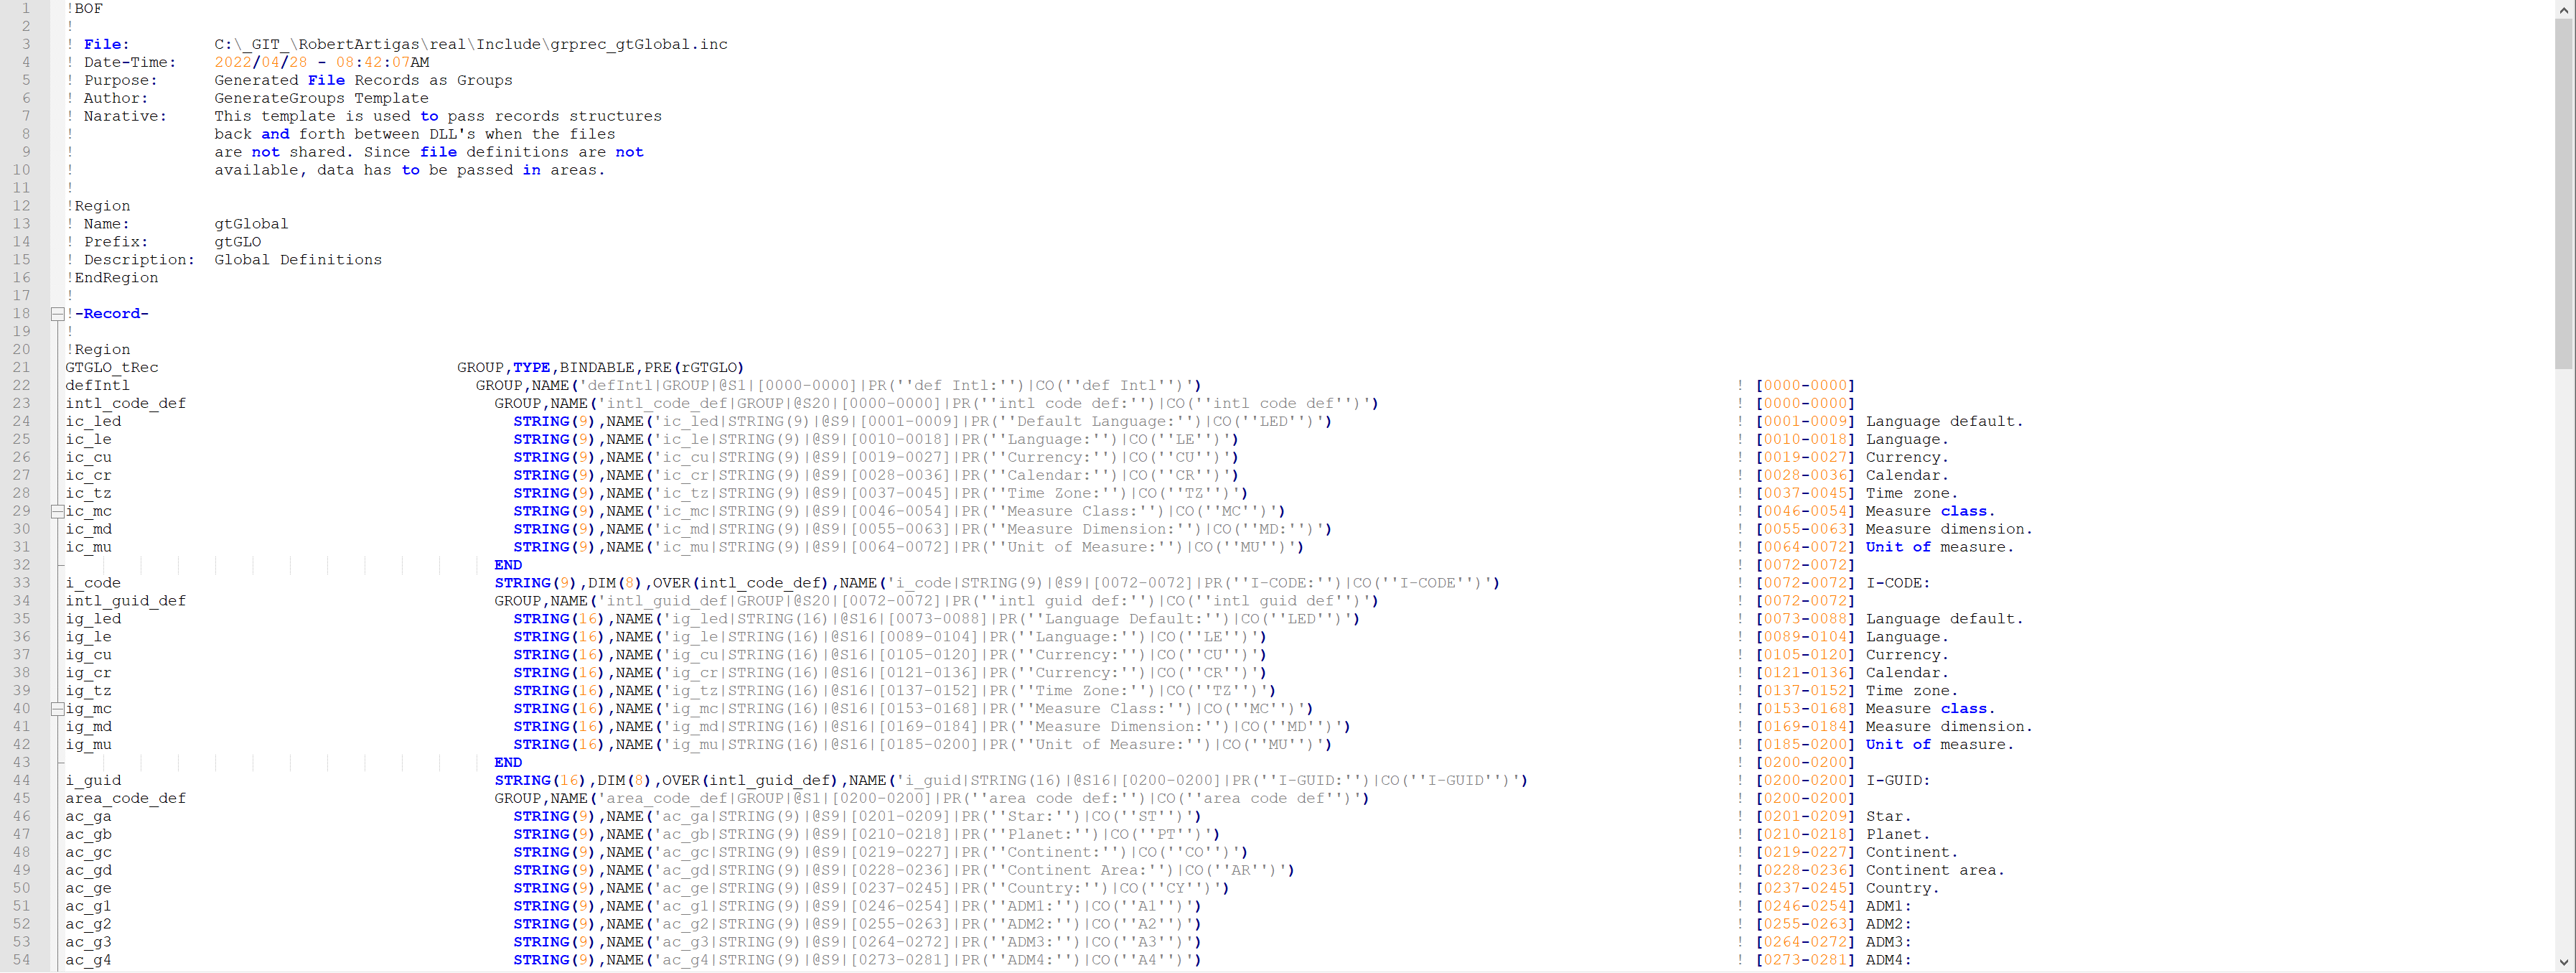 1 !BOF
2 !
3 ! File: C:\_GIT_\RobertArtigas\real\Include\grprec_gtGlobal.inc
4 ! Date-Time: 2022/04/28 - 08:42:07AM
5 ! Purpose: Generated File Records as Groups
6 ! Author: GenerateGroups Template
7 ! Narative: This template is used to pass records structures
8 ! back and forth between DLL's when the files
9 ! are not shared. Since file definitions are not
10 ! available, data has to be passed in areas.
11 !
12 !Region
13 ! Name: gtGlobal
14 ! Prefix: gtGLO
15 ! Description: Global Definitions
16 !EndRegion
17 !
18 !-Record-
19 !
20 !Region
21 GTGLO_tRec GROUP,TYPE,BINDABLE,PRE(rGTGLO)
22 defIntl GROUP,NAME('defIntl|GROUP|@S1|[0000-0000]|PR(''def Intl:'')|CO(''def Intl'')') ! [0000-0000]
23 intl_code_def GROUP,NAME('intl_code_def|GROUP|@S20|[0000-0000]|PR(''intl code def:'')|CO(''intl code def'')') ! [0000-0000]
24 ic_led STRING(9),NAME('ic_led|STRING(9)|@S9|[0001-0009]|PR(''Default Language:'')|CO(''LED'')') ! [0001-0009] Language default.
25 ic_le STRING(9),NAME('ic_le|STRING(9)|@S9|[0010-0018]|PR(''Language:'')|CO(''LE'')') ! [0010-0018] Language.
26 ic_cu STRING(9),NAME('ic_cu|STRING(9)|@S9|[0019-0027]|PR(''Currency:'')|CO(''CU'')') ! [0019-0027] Currency.
27 ic_cr STRING(9),NAME('ic_cr|STRING(9)|@S9|[0028-0036]|PR(''Calendar:'')|CO(''CR'')') ! [0028-0036] Calendar.
28 ic_tz STRING(9),NAME('ic_tz|STRING(9)|@S9|[0037-0045]|PR(''Time Zone:'')|CO(''TZ'')') ! [0037-0045] Time zone.
29 ic_mc STRING(9),NAME('ic_mc|STRING(9)|@S9|[0046-0054]|PR(''Measure Class:'')|CO(''MC'')') ! [0046-0054] Measure class.
30 ic_md STRING(9),NAME('ic_md|STRING(9)|@S9|[0055-0063]|PR(''Measure Dimension:'')|CO(''MD:'')') ! [0055-0063] Measure dimension.
31 ic_mu STRING(9),NAME('ic_mu|STRING(9)|@S9|[0064-0072]|PR(''Unit of Measure:'')|CO(''MU'')') ! [0064-0072] Unit of measure.
32 END ! [0072-0072]
33 i_code STRING(9),DIM(8),OVER(intl_code_def),NAME('i_code|STRING(9)|@S9|[0072-0072]|PR(''I-CODE:'')|CO(''I-CODE'')') ! [0072-0072] I-CODE:
34 intl_guid_def GROUP,NAME('intl_guid_def|GROUP|@S20|[0072-0072]|PR(''intl guid def:'')|CO(''intl guid def'')') ! [0072-0072]
35 ig_led STRING(16),NAME('ig_led|STRING(16)|@S16|[0073-0088]|PR(''Language Default:'')|CO(''LED'')') ! [0073-0088] Language default.
36 ig_le STRING(16),NAME('ig_le|STRING(16)|@S16|[0089-0104]|PR(''Language:'')|CO(''LE'')') ! [0089-0104] Language.
37 ig_cu STRING(16),NAME('ig_cu|STRING(16)|@S16|[0105-0120]|PR(''Currency:'')|CO(''CU'')') ! [0105-0120] Currency.
38 ig_cr STRING(16),NAME('ig_cr|STRING(16)|@S16|[0121-0136]|PR(''Calendar:'')|CO(''CR'')') ! [0121-0136] Calendar.
39 ig_tz STRING(16),NAME('ig_tz|STRING(16)|@S16|[0137-0152]|PR(''Time Zone:'')|CO(''TZ'')') ! [0137-0152] Time zone.
40 ig_mc STRING(16),NAME('ig_mc|STRING(16)|@S16|[0153-0168]|PR(''Measure Class:'')|CO(''MC'')') ! [0153-0168] Measure class.
41 ig_md STRING(16),NAME('ig_md|STRING(16)|@S16|[0169-0184]|PR(''Measure Dimension:'')|CO(''MD'')') ! [0169-0184] Measure dimension.
42 ig_mu STRING(16),NAME('ig_mu|STRING(16)|@S16|[0185-0200]|PR(''Unit of Measure:'')|CO(''MU'')') ! [0185-0200] Unit of measure.
43 END ! [0200-0200]
44 i_guid STRING(16),DIM(8),OVER(intl_guid_def),NAME('i_guid|STRING(16)|@S16|[0200-0200]|PR(''I-GUID:'')|CO(''I-GUID'')') ! [0200-0200] I-GUID:
45 area_code_def GROUP,NAME('area_code_def|GROUP|@S1|[0200-0200]|PR(''area code def:'')|CO(''area code def'')') ! [0200-0200]
46 ac_ga STRING(9),NAME('ac_ga|STRING(9)|@S9|[0201-0209]|PR(''Star:'')|CO(''ST'')') ! [0201-0209] Star.
47 ac_gb STRING(9),NAME('ac_gb|STRING(9)|@S9|[0210-0218]|PR(''Planet:'')|CO(''PT'')') ! [0210-0218] Planet.
48 ac_gc STRING(9),NAME('ac_gc|STRING(9)|@S9|[0219-0227]|PR(''Continent:'')|CO(''CO'')') ! [0219-0227] Continent.
49 ac_gd STRING(9),NAME('ac_gd|STRING(9)|@S9|[0228-0236]|PR(''Continent Area:'')|CO(''AR'')') ! [0228-0236] Continent area.
50 ac_ge STRING(9),NAME('ac_ge|STRING(9)|@S9|[0237-0245]|PR(''Country:'')|CO(''CY'')') ! [0237-0245] Country.
51 ac_g1 STRING(9),NAME('ac_g1|STRING(9)|@S9|[0246-0254]|PR(''ADM1:'')|CO(''A1'')') ! [0246-0254] ADM1:
52 ac_g2 STRING(9),NAME('ac_g2|STRING(9)|@S9|[0255-0263]|PR(''ADM2:'')|CO(''A2'')') ! [0255-0263] ADM2:
53 ac_g3 STRING(9),NAME('ac_g3|STRING(9)|@S9|[0264-0272]|PR(''ADM3:'')|CO(''A3'')') ! [0264-0272] ADM3:
54 ac_g4 STRING(9),NAME('ac_g4|STRING(9)|@S9|[0273-0281]|PR(''ADM4:'')|CO(''A4'')') ! [0273-0281] ADM4: